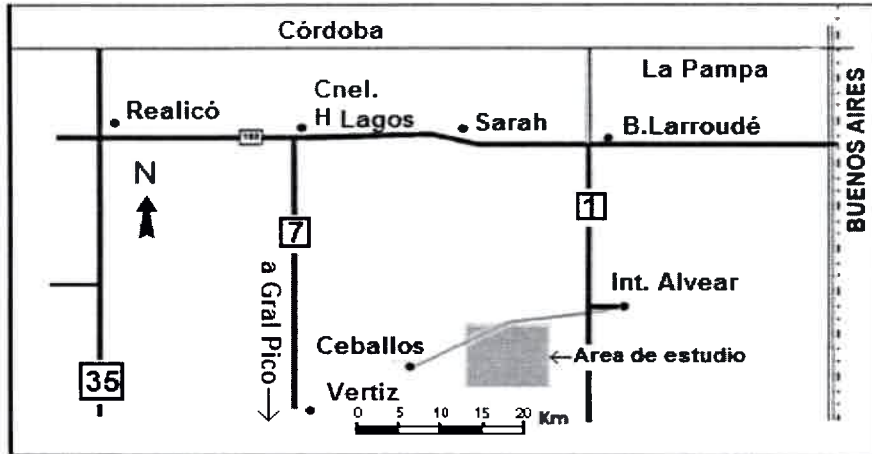 Córdoba
La Pampa
BUENOS AIRES
Realicó
Cnel.
H Lagos
Sarah
B.Larroudé
N
7
1
a Gral Pico
Int. Alvear
Ceballos
Area de estudio
35
Vertiz
0 5 10 15 20 Km